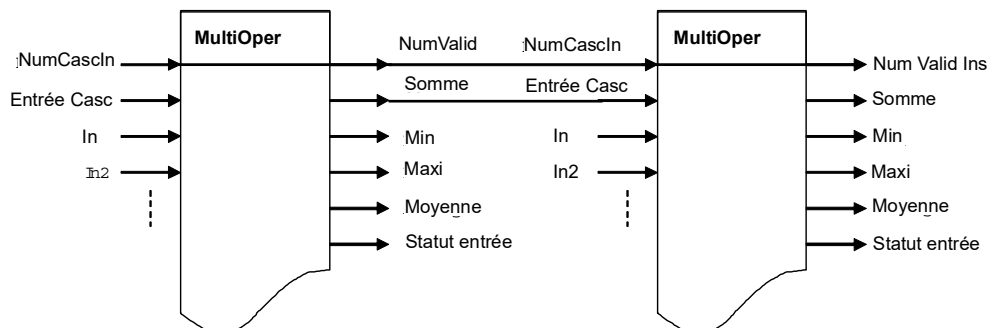 MultiOper
MultiOper
NumCascIn
NumValid
NumCascIn
Num Valid Ins
Entrée Casc
Somme
Entrée Casc
Somme
In
Min
In
Min
In2
Maxi
In2
Maxi
Moyenne
Moyenne
Statut entrée
Statut entrée